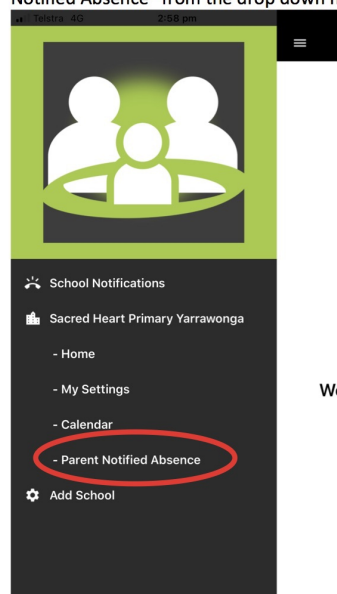 Notified Absence" from the drop down
Telstra 4G 2:58 pm
School Notifications
Sacred Heart Primary Yarrawonga
- Home
- My Settings
- Calendar
- Parent Notified Absence
Add School